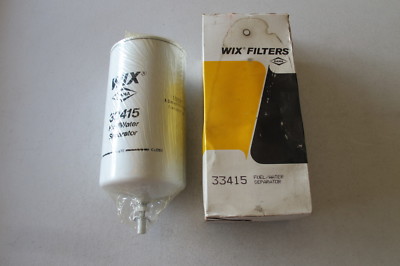 WIX®
33415
Fuel/Water
Separator
WIX® FILTERS
33415
FUEL/WATER
SEPARATOR